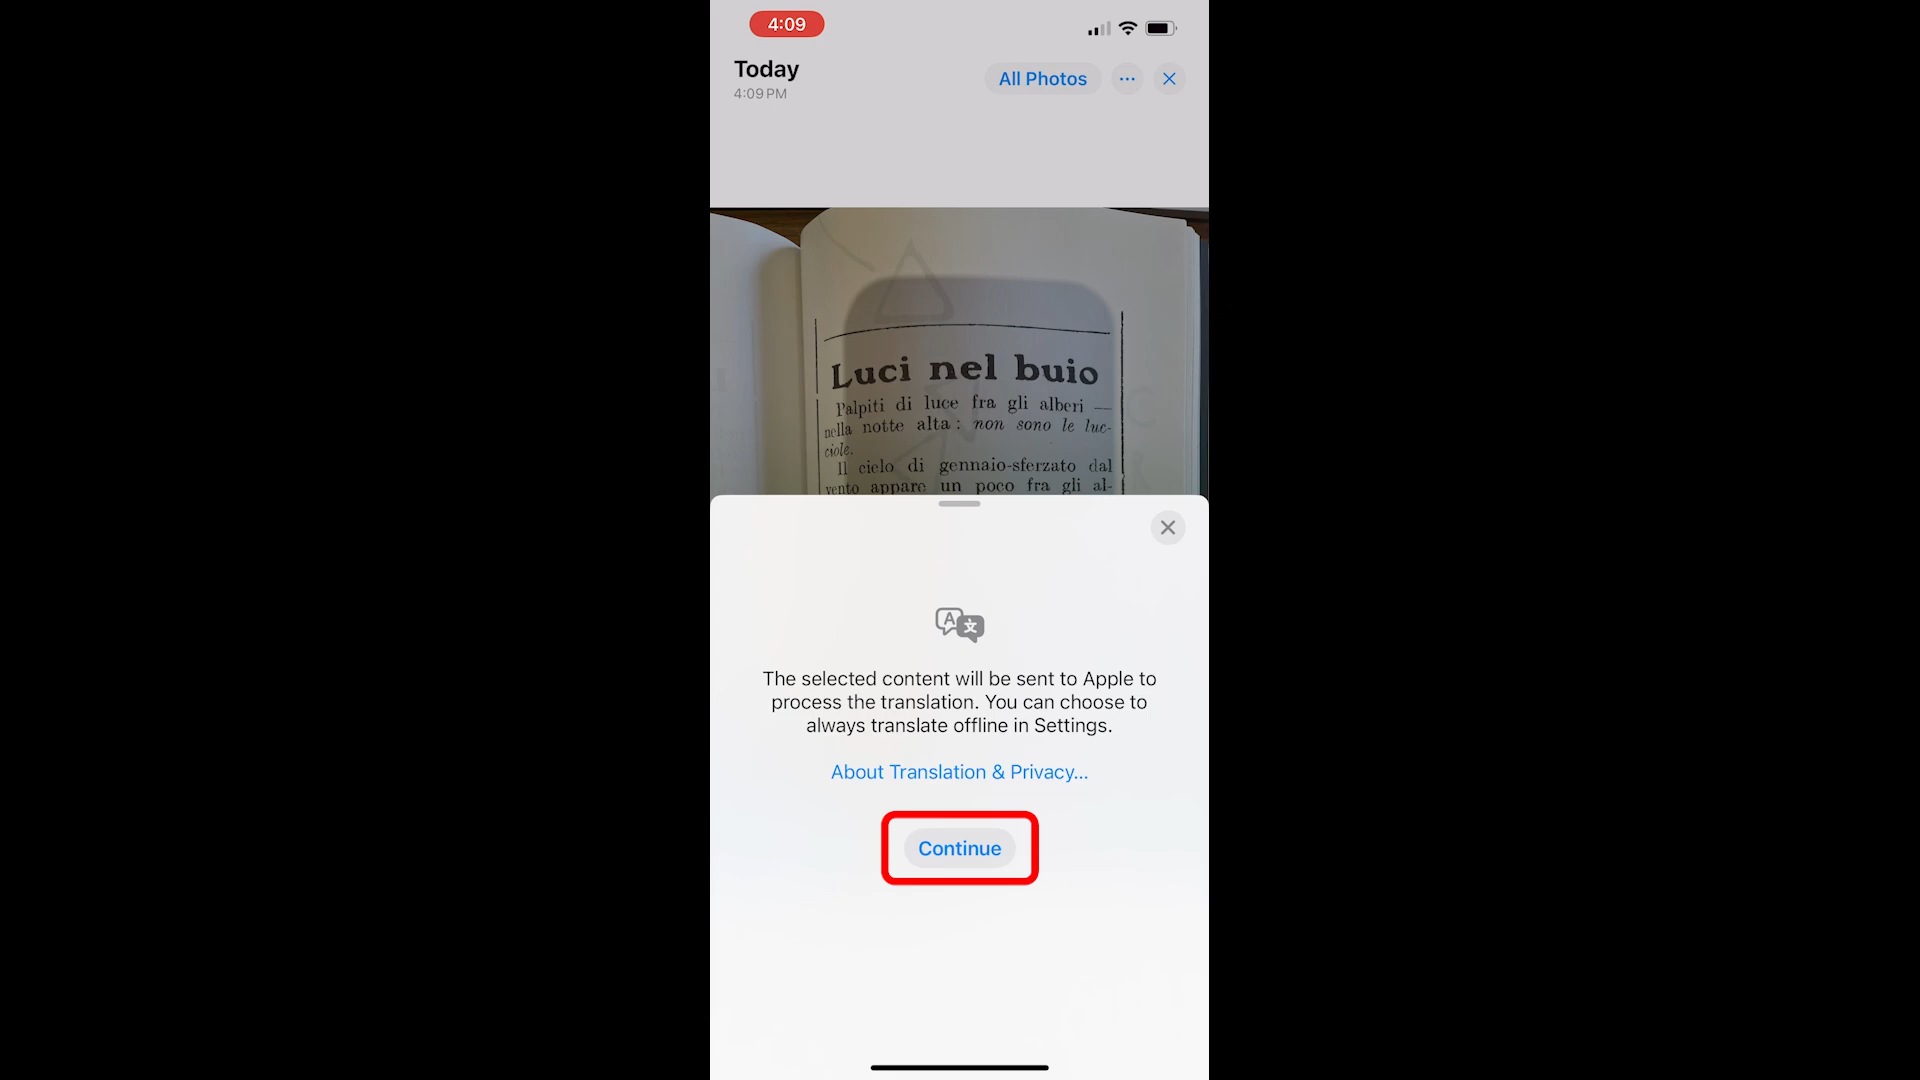 4:09
Today
4:09 PM
All Photos
Luci nel buio
Palpiti di luce fra gli alberi —
nella notte alta : non sono le luc-
ciole.
Il cielo di gennaio-sferzato dal
vento appare un poco fra gli al-
A文
The selected content will be sent to Apple to
process the translation. You can choose to
always translate offline in Settings.
About Translation & Privacy...
Continue